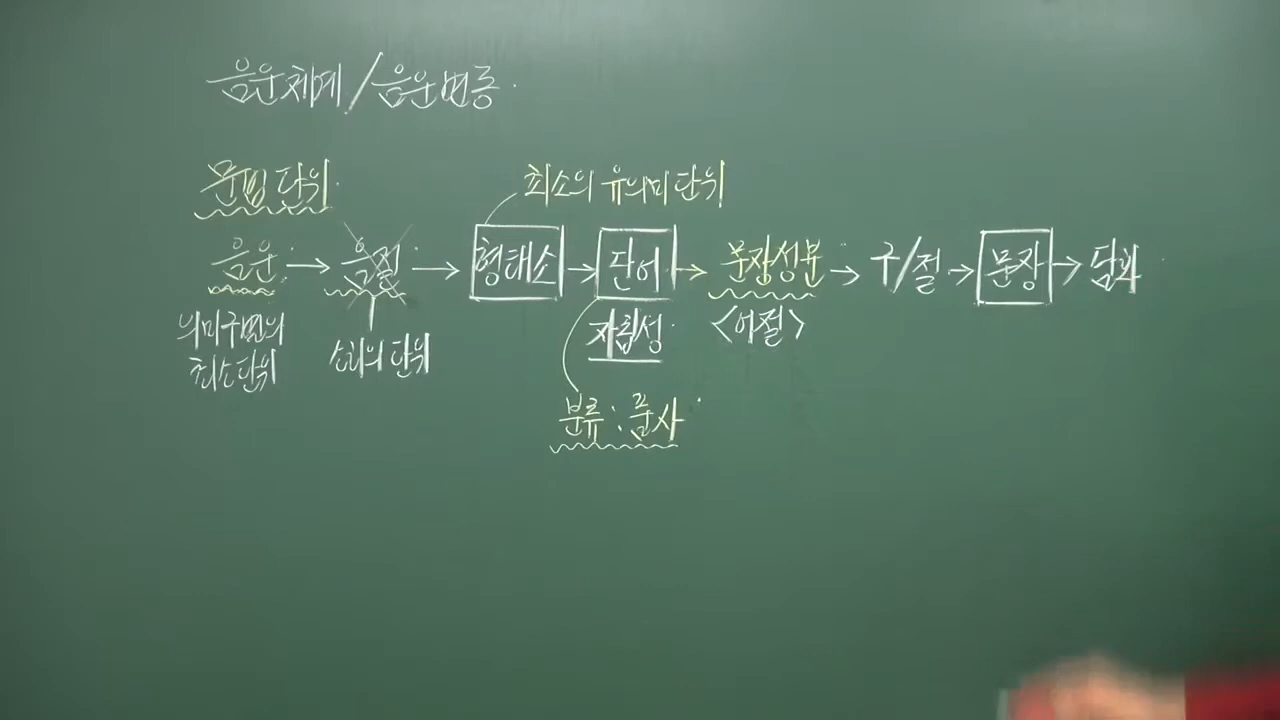 음운체계/음운변동
문법 단위
최소의 유의미 단위
음운 → 음절 → 형태소 → 단어 → 문장성분 → 구/절 → 문장 → 담화
의미구별의
최소단위
소리의 단위
자립성
<어절>
분류: 품사